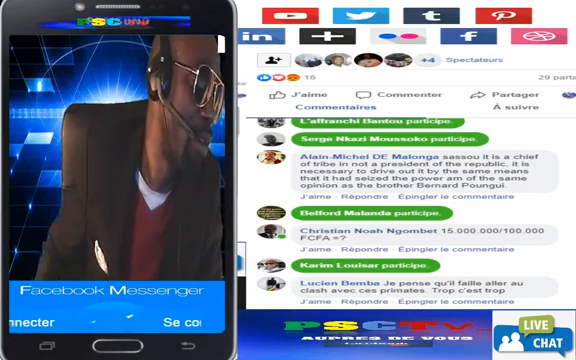 PSCTV
Facebook Messenger
nnecter
Se co
in
f
+4 Spectateurs
16
29 parta
J'aime
Commenter
Partager
Commentaires
À suivre
L'affranchi Bantou participe.
Serge Nkazi Moussoko participe.
Alain-Michel DE Malonga sassou it is a chief
of tribe in not a president of the republic, it is
necessary to drive out it by the same means
that it had seized the power am of the same
opinion as the brother Bernard Poungui.
J'aime Répondre Épingler le commentaire
Belford Malanda participe.
Christian Noah Ngombet 15.000.000/100.000
FCFA =?
J'aime Répondre Épingler le commentaire
Karim Louisar participe.
Lucien Bemba Je pense qu'il faille aller au
clash avec ces primates. Trop c'est trop
J'aime Répondre Épingler le commentaire
PSCTV
AUPRES DE VOUS
LIVE
CHAT